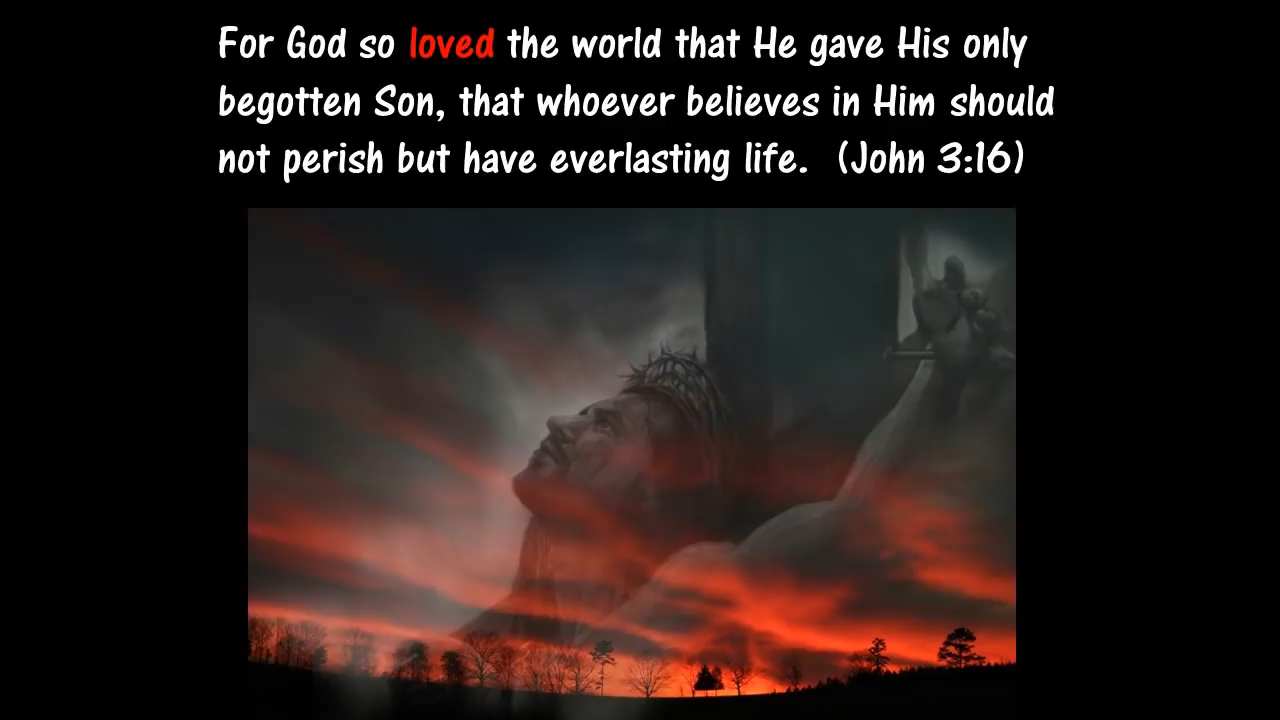 For God so loved the world that He gave His only
begotten Son, that whoever believes in Him should
not perish but have everlasting life.  (John 3:16)